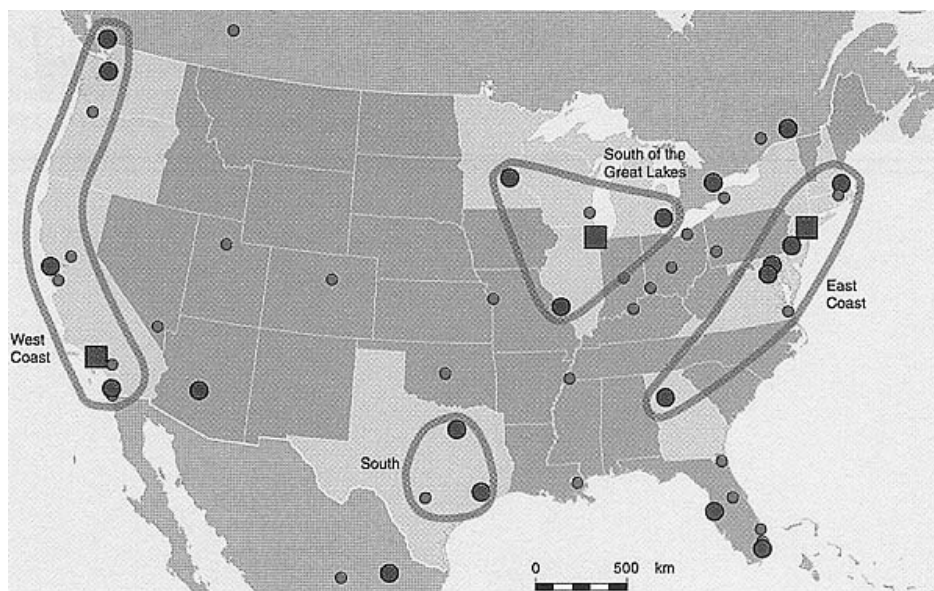 South of the
Great Lakes
East
Coast
West
Coast
South
0 500 km